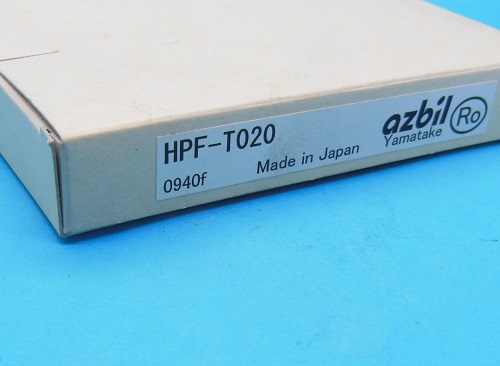 HPF-T020
azbil
Yamatake
Ro
0940f
Made in Japan